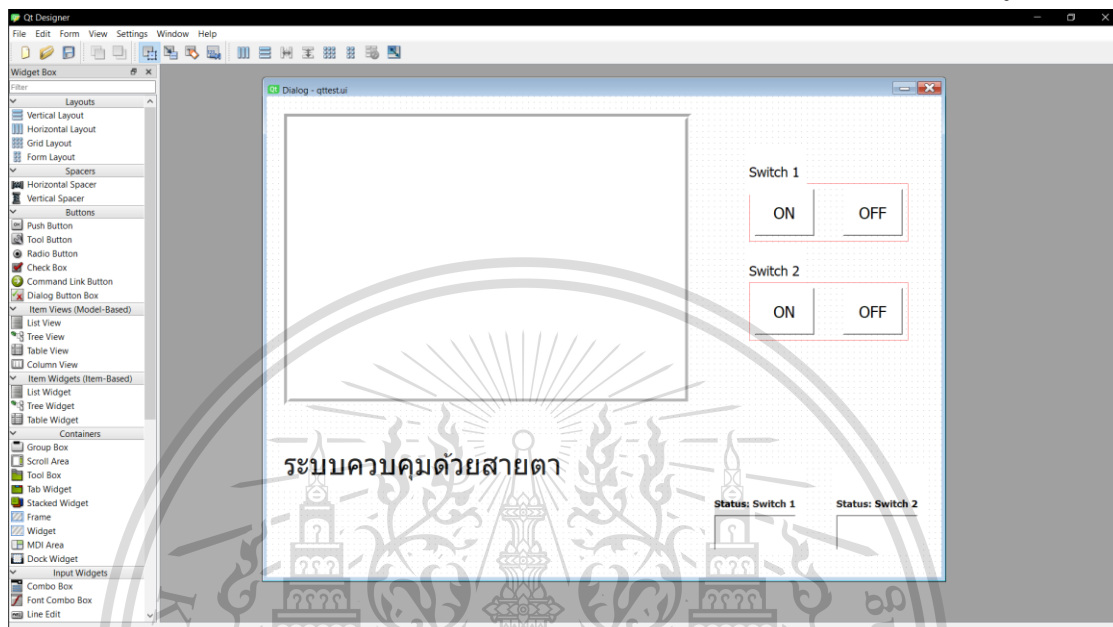 Qt Designer
File Edit Form View Settings Window Help
Widget Box
Filter
Layouts
Vertical Layout
Horizontal Layout
Grid Layout
Form Layout
Spacers
Horizontal Spacer
Vertical Spacer
Buttons
Push Button
Tool Button
Radio Button
Check Box
Command Link Button
Dialog Button Box
Item Views (Model-Based)
List View
Tree View
Table View
Column View
Item Widgets (Item-Based)
List Widget
Tree Widget
Table Widget
Containers
Group Box
Scroll Area
Tool Box
Tab Widget
Stacked Widget
Frame
Widget
MDI Area
Dock Widget
Input Widgets
Combo Box
Font Combo Box
Line Edit
Dialog - qttest.ui
Switch 1
ON OFF
Switch 2
ON OFF
ระบบควบคุมด้วยสายตา
Status: Switch 1 Status: Switch 2